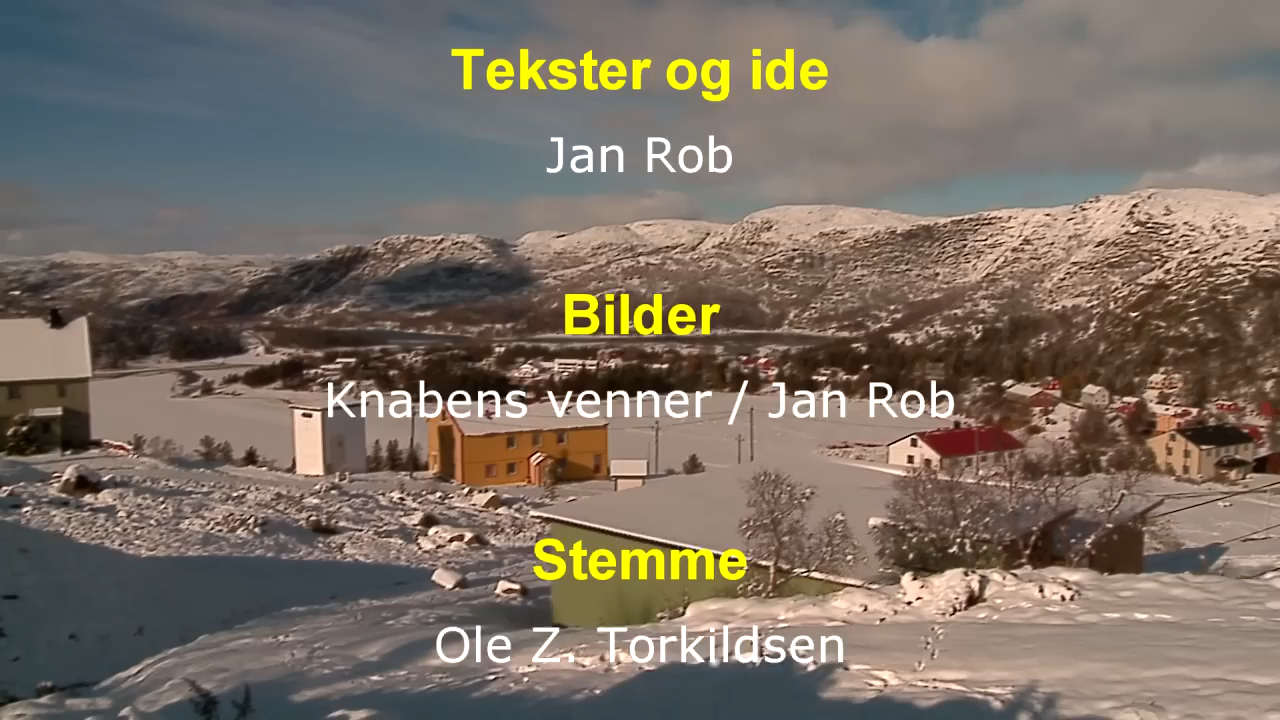 Tekster og ide
Jan Rob
Bilder
Knabens venner / Jan Rob
Stemme
Ole Z. Torkildsen